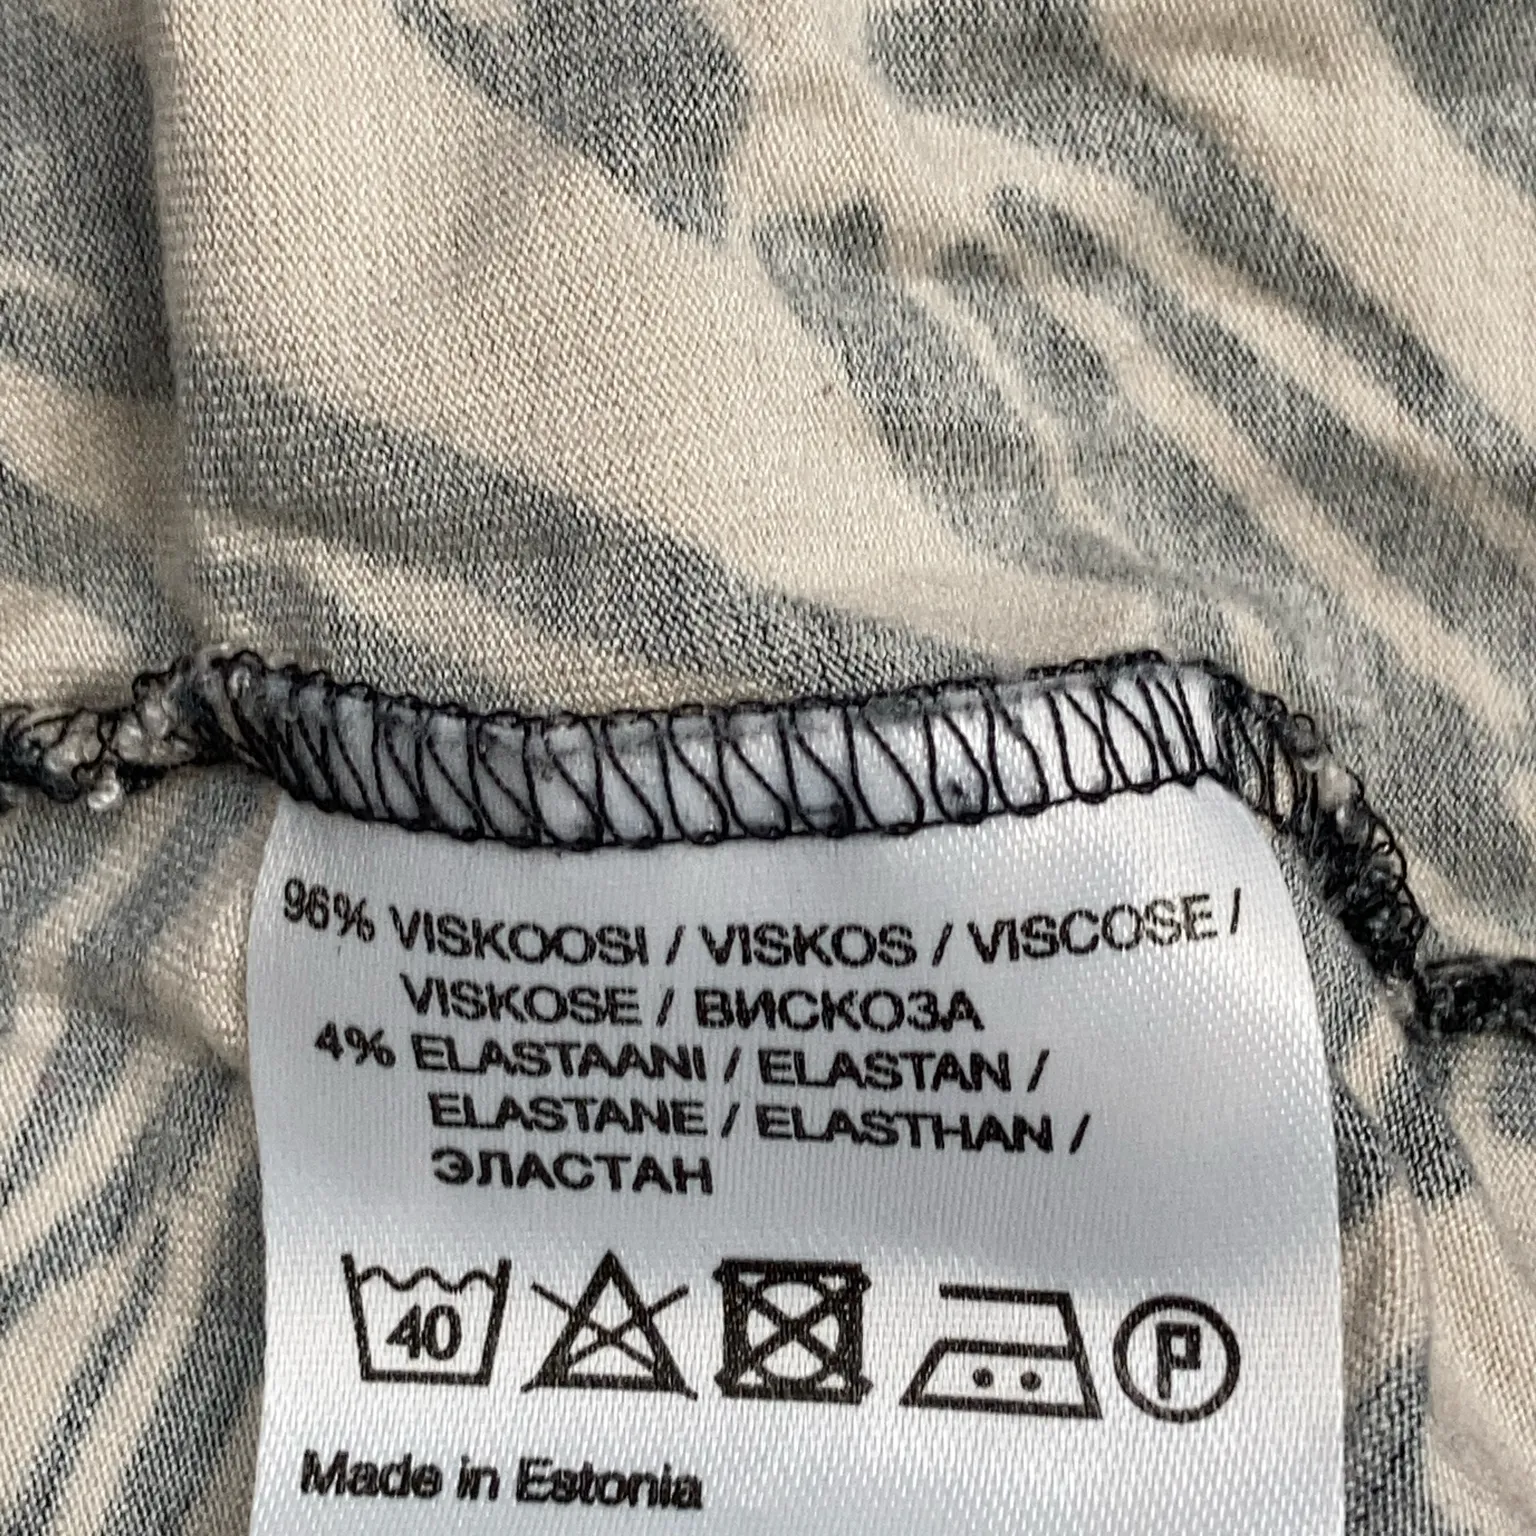 96% VISKOOSI / VISKOS / VISCOSE /
VISKOSE / ВИСКОЗА
4% ELASTAANI / ELASTAN /
ELASTANE / ELASTHAN /
ЭЛАСТАН
40
P
Made in Estonia